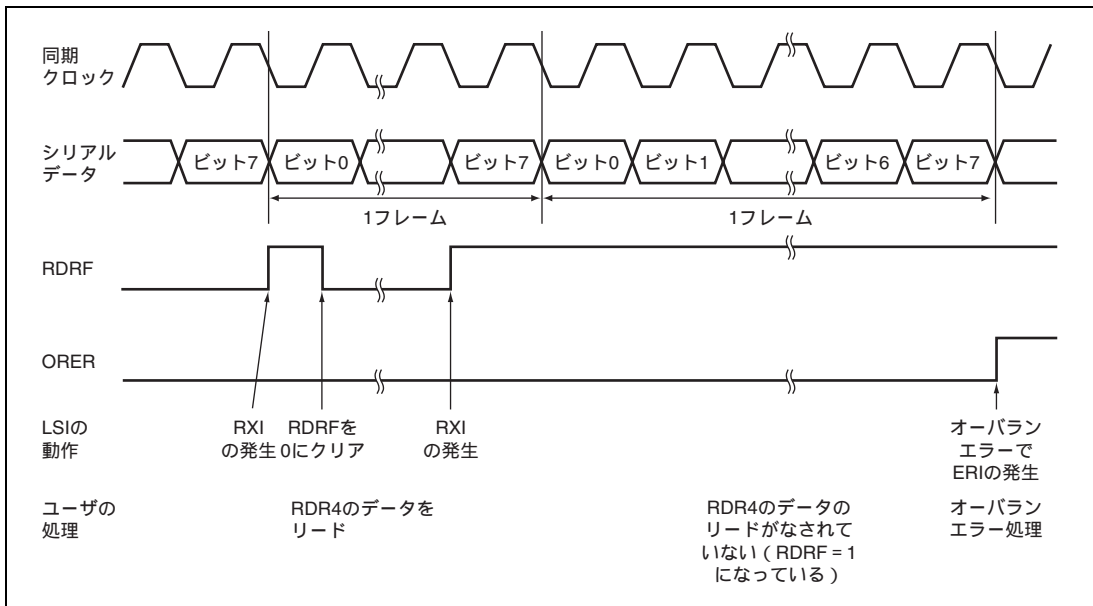 同期
クロック
シリアル
データ
ビット7
ビット0
ビット7
ビット0
ビット1
ビット6
ビット7
1フレーム
1フレーム
RDRF
ORER
LSIの
動作
RXI
の発生
RDRFを
0にクリア
RXI
の発生
オーバラン
エラーで
ERIの発生
ユーザの
処理
RDR4のデータを
リード
RDR4のデータの
リードがなされて
いない（RDRF = 1
になっている）
オーバラン
エラー処理